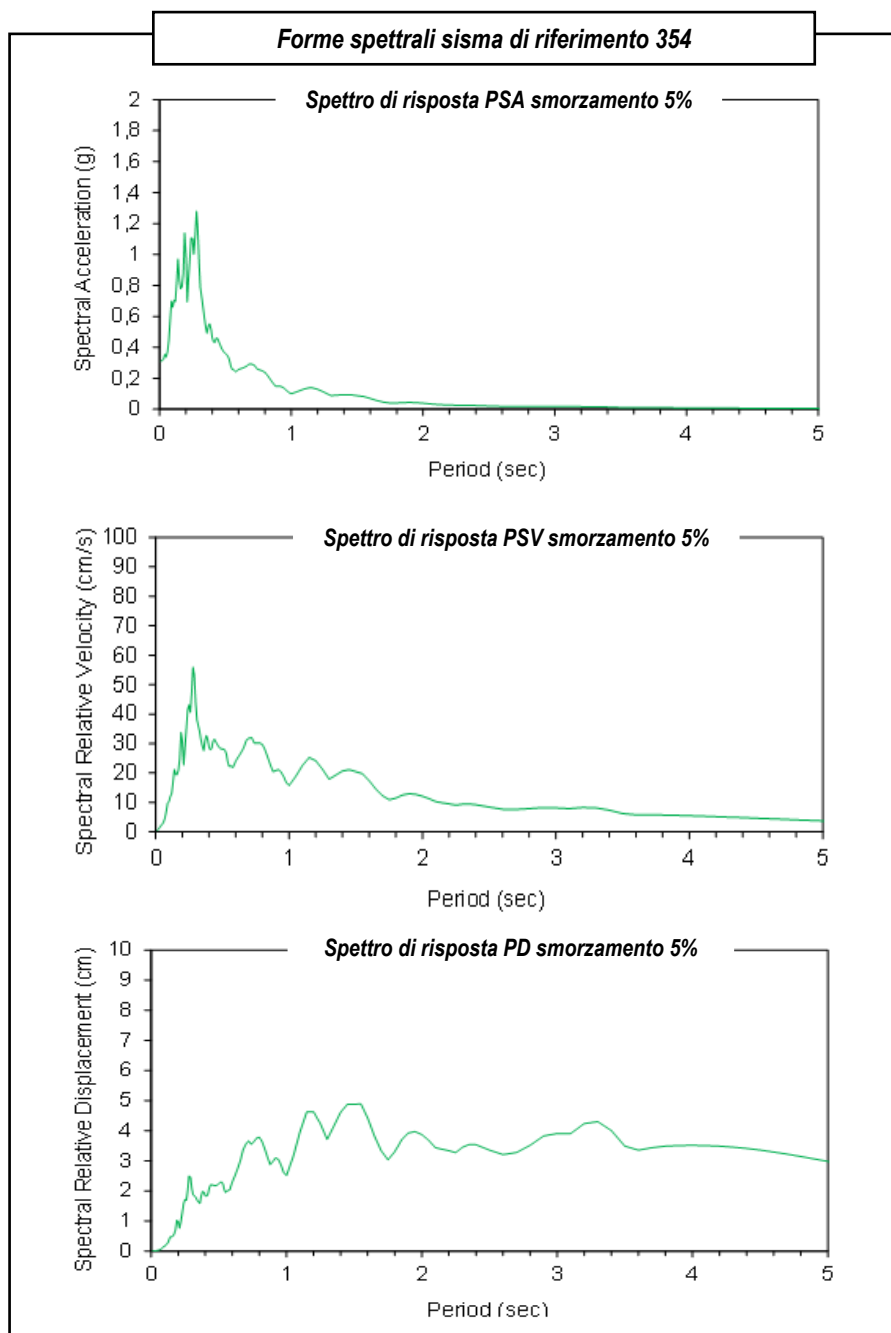 Forme spettrali sisma di riferimento 354
Spettro di risposta PSA smorzamento 5%
Spectral Acceleration (g)
2
1,8
1,6
1,4
1,2
1
0,8
0,6
0,4
0,2
0
0 1 2 3 4 5
Period (sec)
Spettro di risposta PSV smorzamento 5%
Spectral Relative Velocity (cm/s)
100
90
80
70
60
50
40
30
20
10
0
0 1 2 3 4 5
Period (sec)
Spettro di risposta PD smorzamento 5%
Spectral Relative Displacement (cm)
10
9
8
7
6
5
4
3
2
1
0
0 1 2 3 4 5
Period (sec)